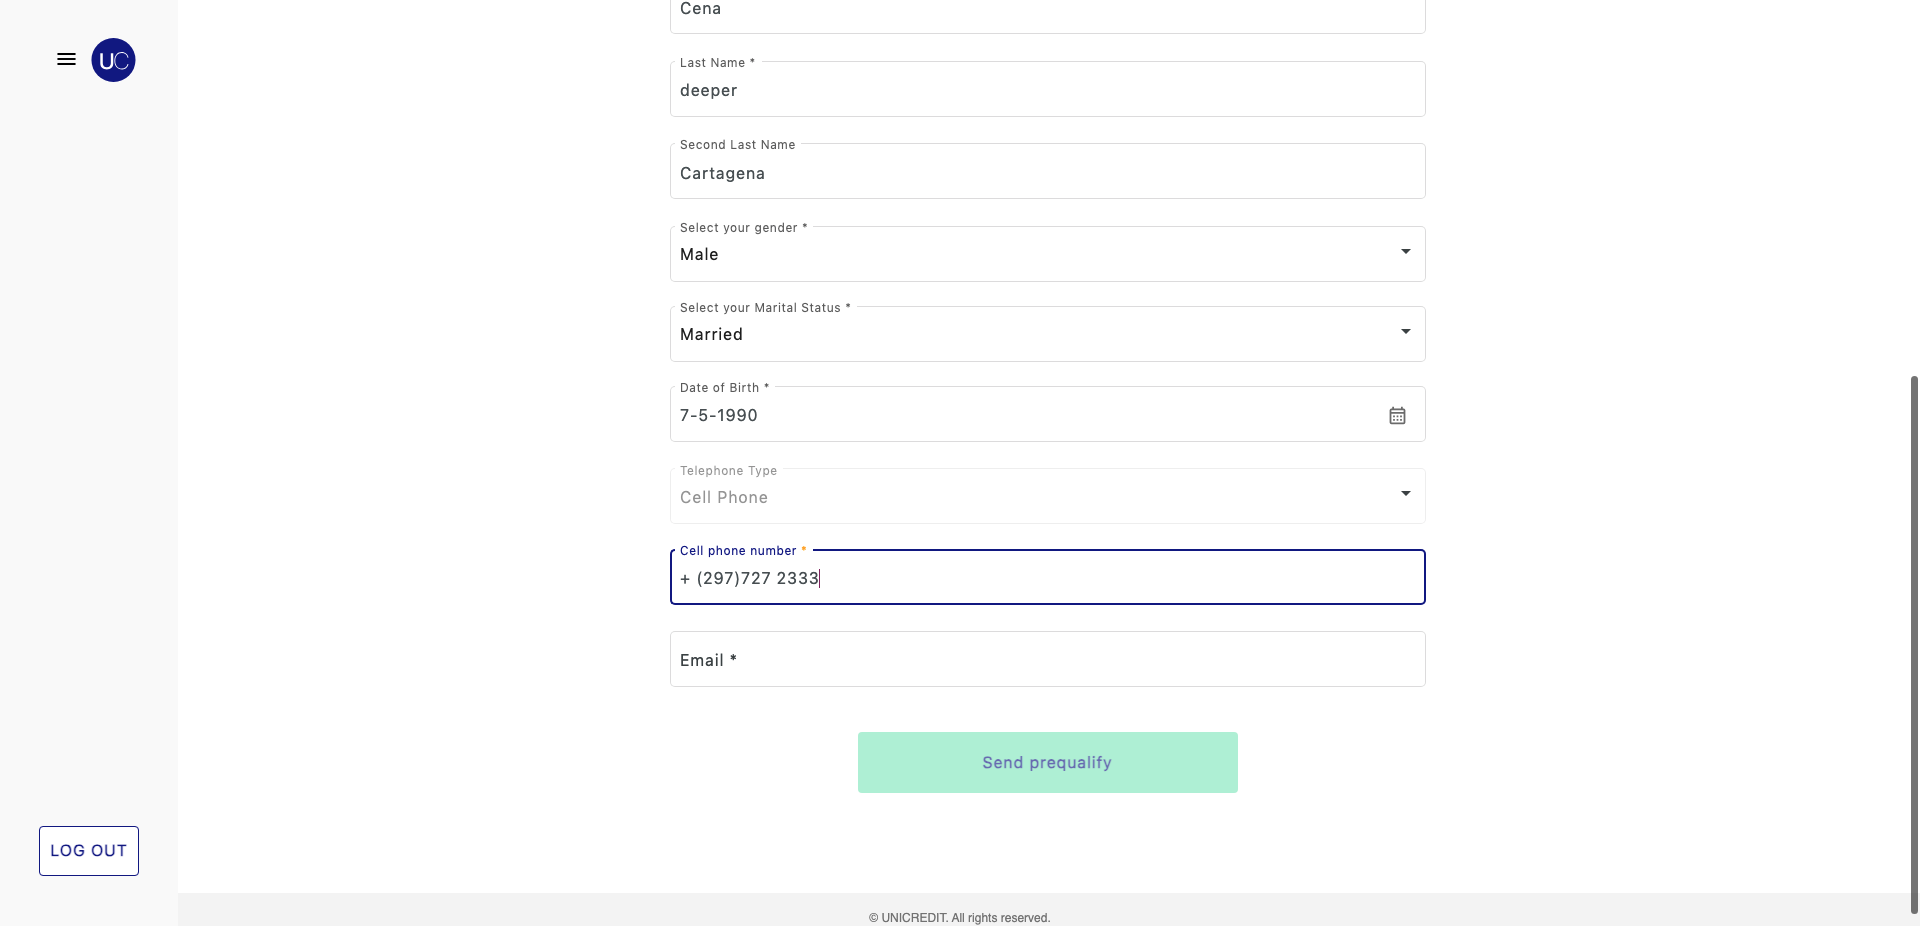 Cena
Last Name *
deeper
Second Last Name
Cartagena
Select your gender *
Male
Select your Marital Status *
Married
Date of Birth *
7-5-1990
Telephone Type
Cell Phone
Cell phone number *
+ (297)727 2333
Email *
Send prequalify
UC
LOG OUT
© UNICREDIT. All rights reserved.